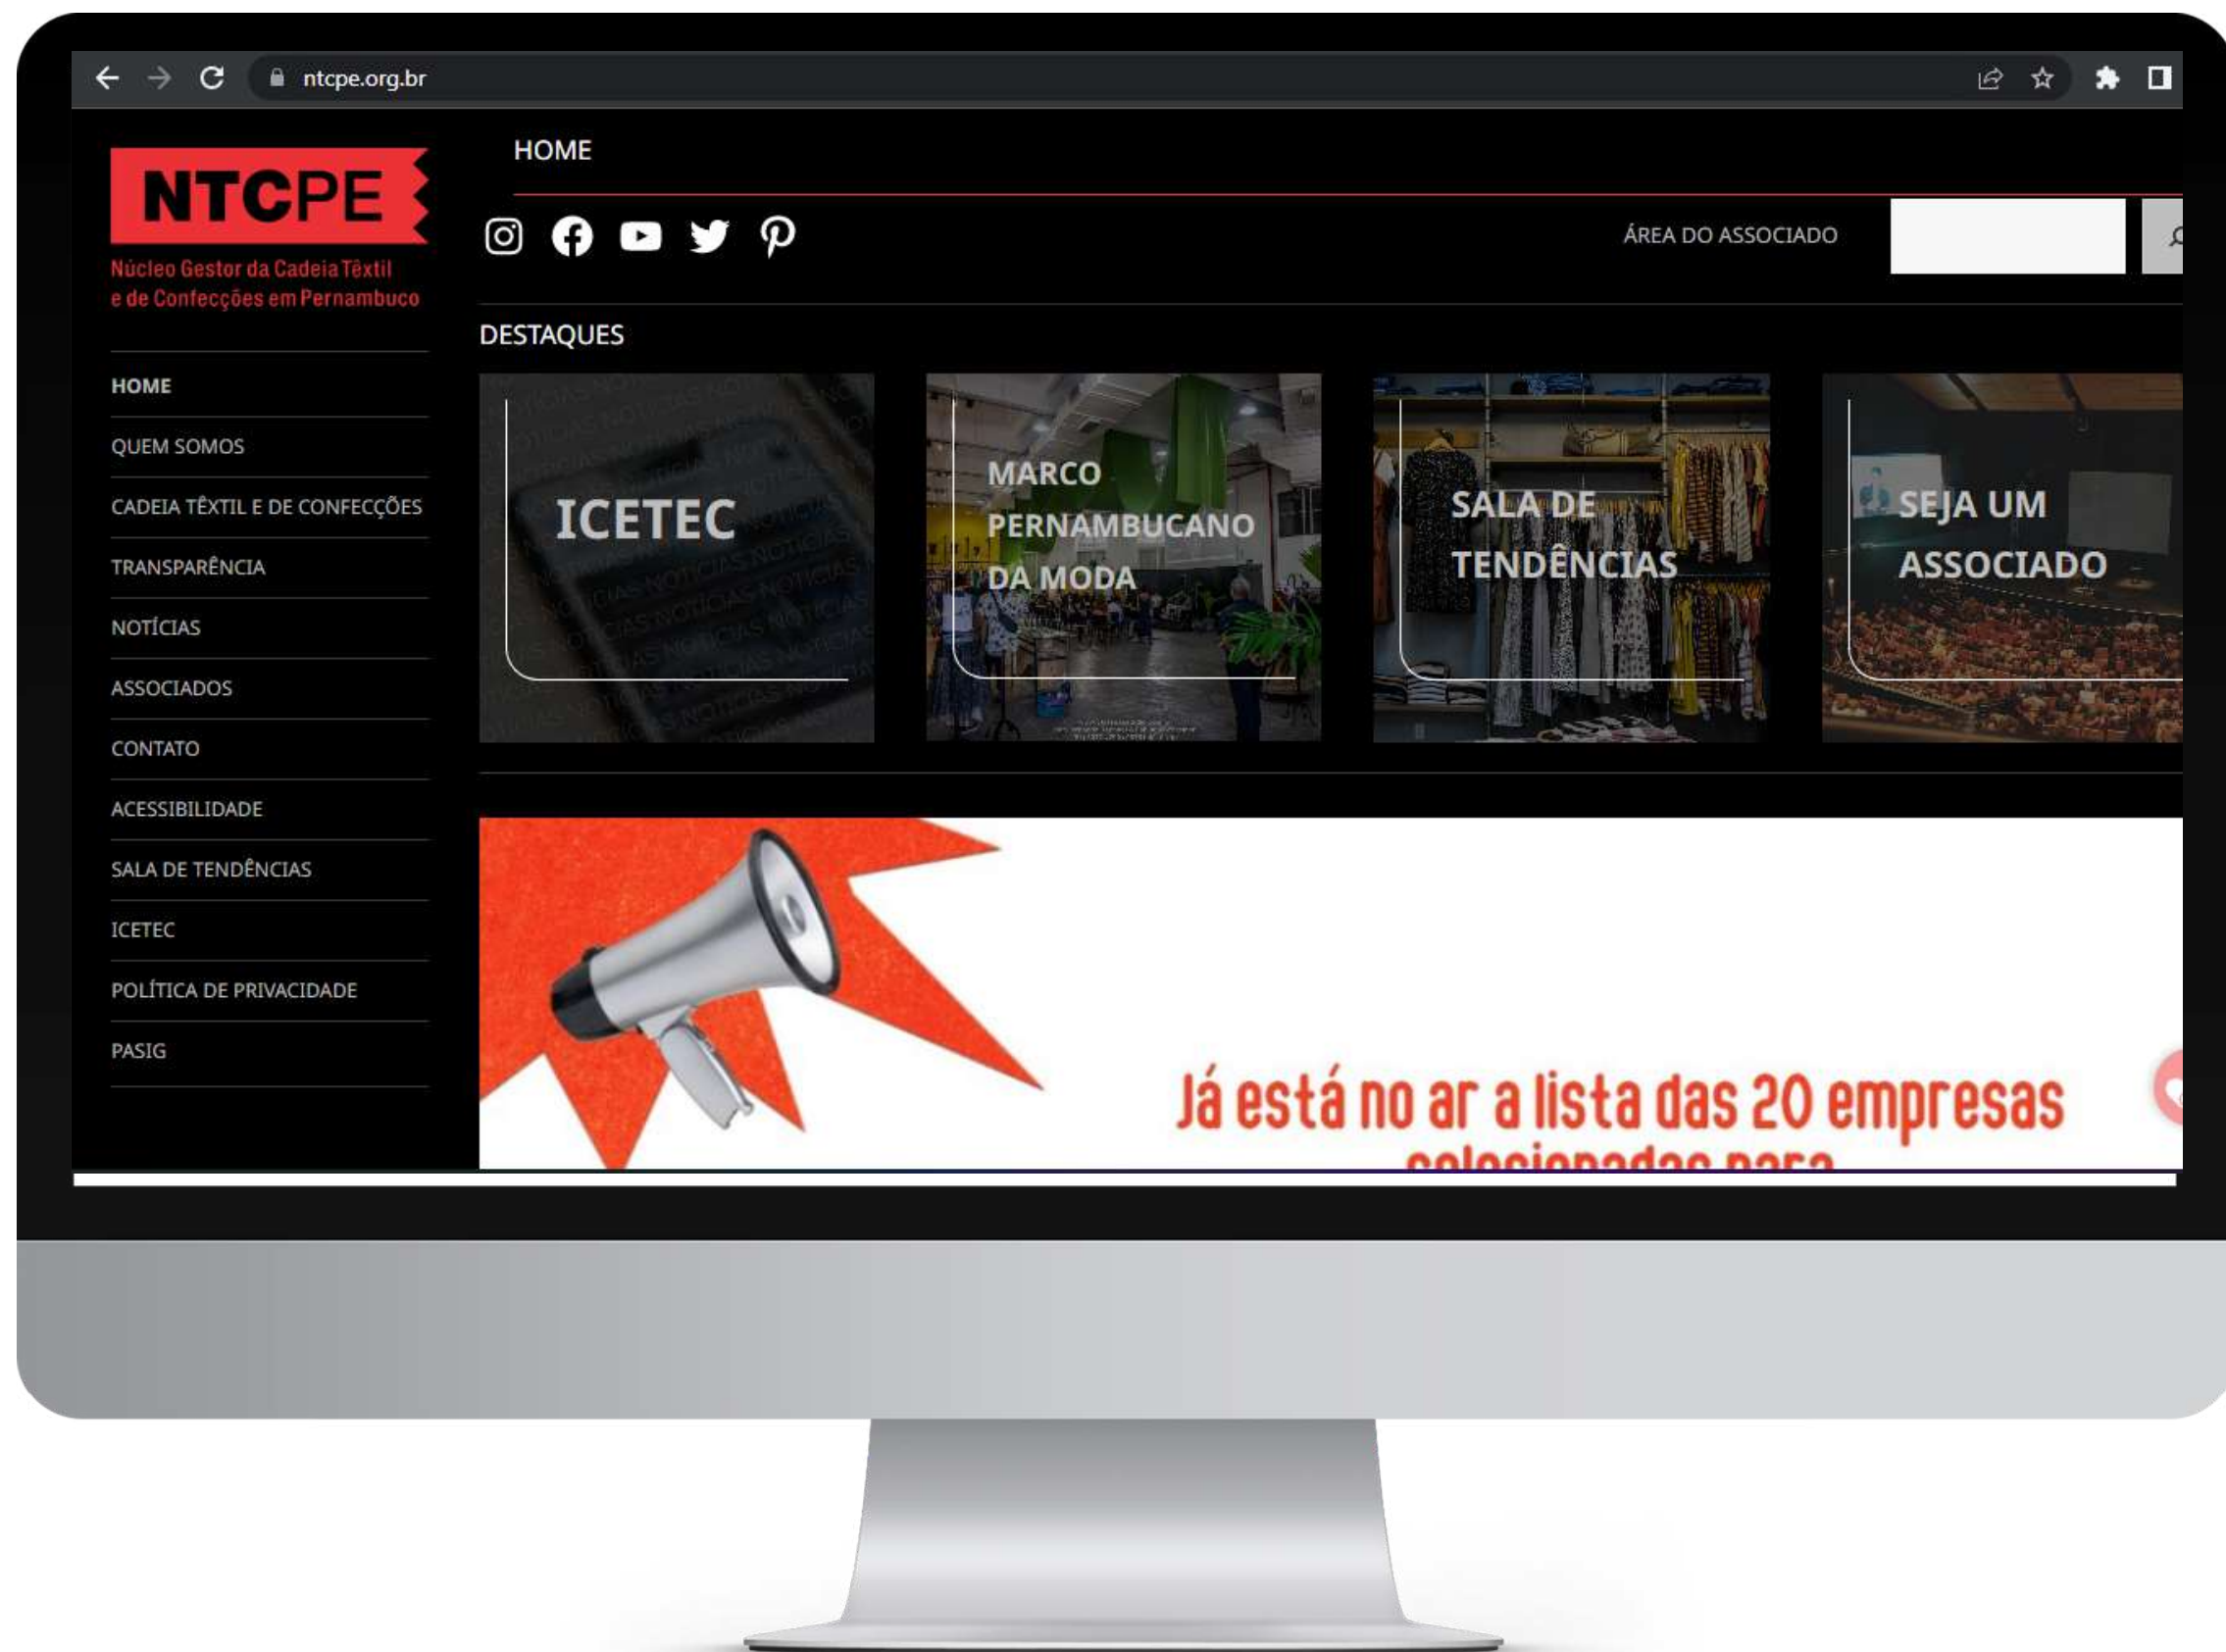 ntcpe.org.br
NTCPE
Núcleo Gestor da Cadeia Têxtil
e de Confecções em Pernambuco
HOME
QUEM SOMOS
CADEIA TÊXTIL E DE CONFECÇÕES
TRANSPARÊNCIA
NOTÍCIAS
ASSOCIADOS
CONTATO
ACESSIBILIDADE
SALA DE TENDÊNCIAS
ICETEC
POLÍTICA DE PRIVACIDADE
PASIG
HOME
ÁREA DO ASSOCIADO
DESTAQUES
ICETEC
MARCO
PERNAMBUCANO
DA MODA
SALA DE
TENDÊNCIAS
SEJA UM
ASSOCIADO
Já está no ar a lista das 20 empresas
selecionadas para